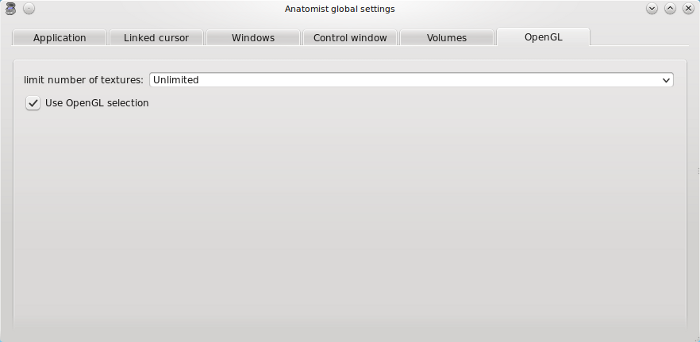 Anatomist global settings
Application Linked cursor Windows Control window Volumes OpenGL
limit number of textures: Unlimited
Use OpenGL selection